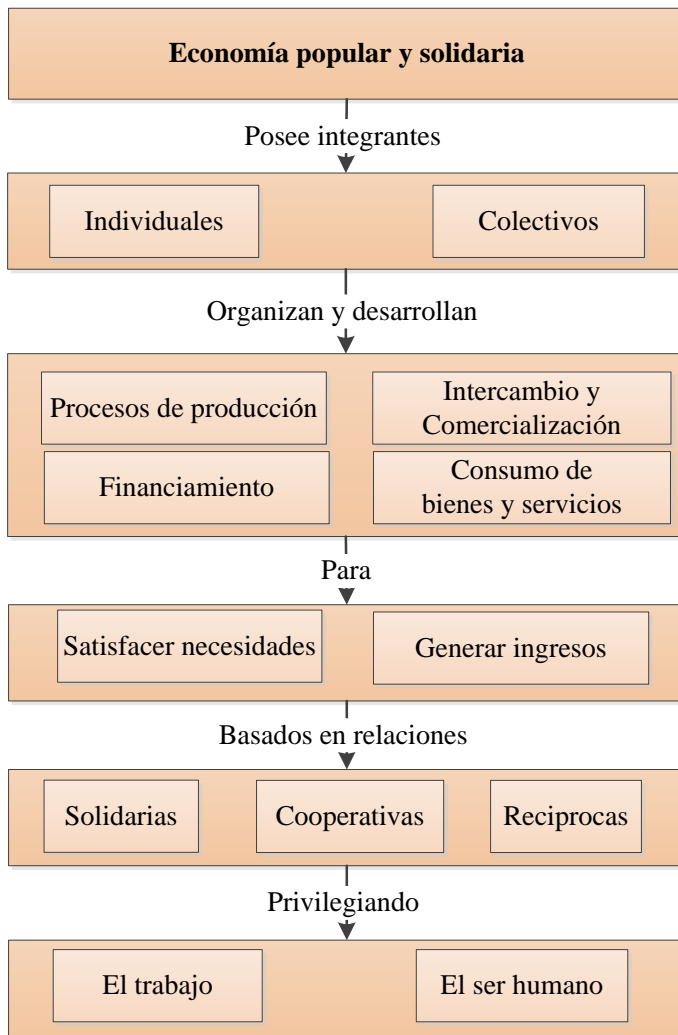 Economía popular y solidaria
Posee integrantes
Individuales
Colectivos
Organizan y desarrollan
Procesos de producción
Intercambio y
Comercialización
Financiamiento
Consumo de
bienes y servicios
Para
Satisfacer necesidades
Generar ingresos
Basados en relaciones
Solidarias
Cooperativas
Reciprocas
Privilegiando
El trabajo
El ser humano